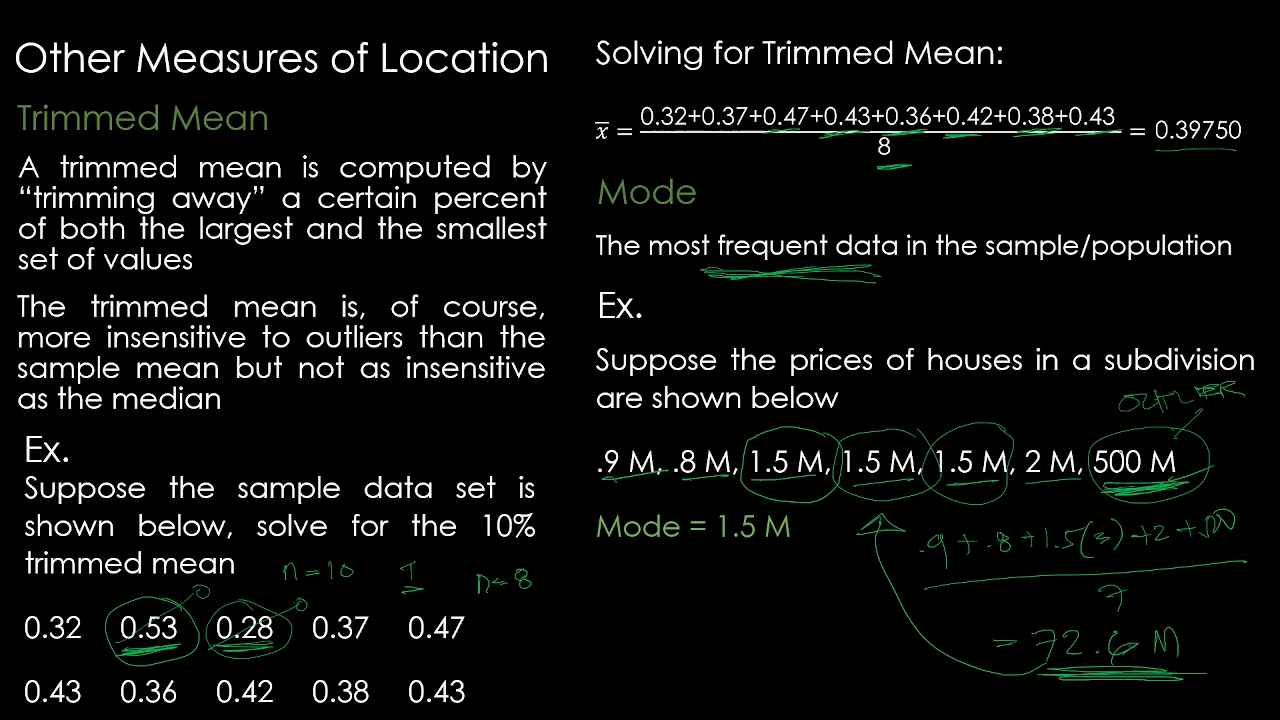 Other Measures of Location
Trimmed Mean
A trimmed mean is computed by
“trimming away” a certain percent
of both the largest and the smallest
set of values
The trimmed mean is, of course,
more insensitive to outliers than the
sample mean but not as insensitive
as the median
Ex.
Suppose the sample data set is
shown below, solve for the 10%
trimmed mean
n=10 1 n=8
0.32 0.53 0.28 0.37 0.47
0.43 0.36 0.42 0.38 0.43
Solving for Trimmed Mean:
x̅ = 0.32+0.37+0.47+0.43+0.36+0.42+0.38+0.43 = 0.39750
8
Mode
The most frequent data in the sample/population
Ex.
Suppose the prices of houses in a subdivision
are shown below
OUTLIER
.9 M, .8 M, 1.5 M, 1.5 M, 1.5 M, 2 M, 500 M
Mode = 1.5 M
.9+.8+1.5(3)+2+500
7
= 72.6 M